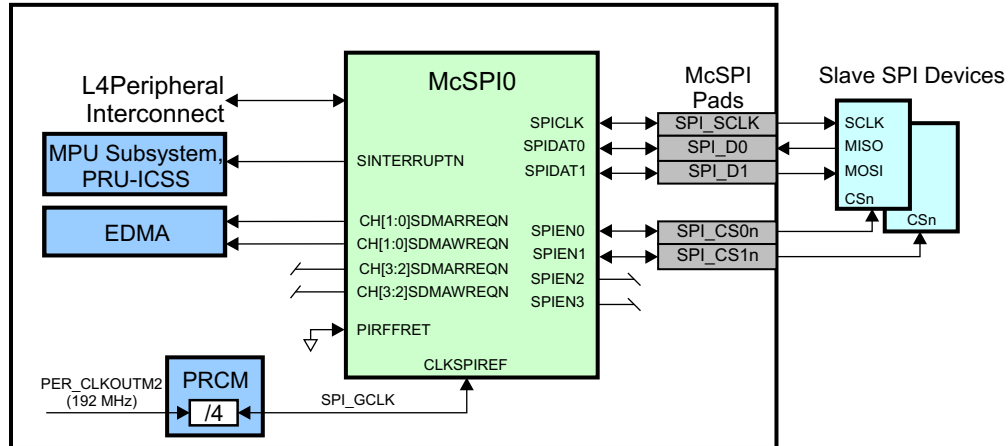 McSPI0
McSPI
Pads
Slave SPI Devices
L4Peripheral
Interconnect
SPICLK
SPI_SCLK
SCLK
MPU Subsystem,
PRU-ICSS
SINTERRUPTN
SPIDAT0
SPI_D0
MISO
SPIDAT1
SPI_D1
MOSI
CSn
EDMA
CH[1:0]SDMARREQN
CH[1:0]SDMAWREQN
SPIEN0
SPI_CS0n
CSn
SPIEN1
SPI_CS1n
CH[3:2]SDMARREQN
SPIEN2
CH[3:2]SDMAWREQN
SPIEN3
PIRFFRET
CLKSPIREF
PRCM
PER_CLKOUTM2
(192 MHz)
/4
SPI_GCLK